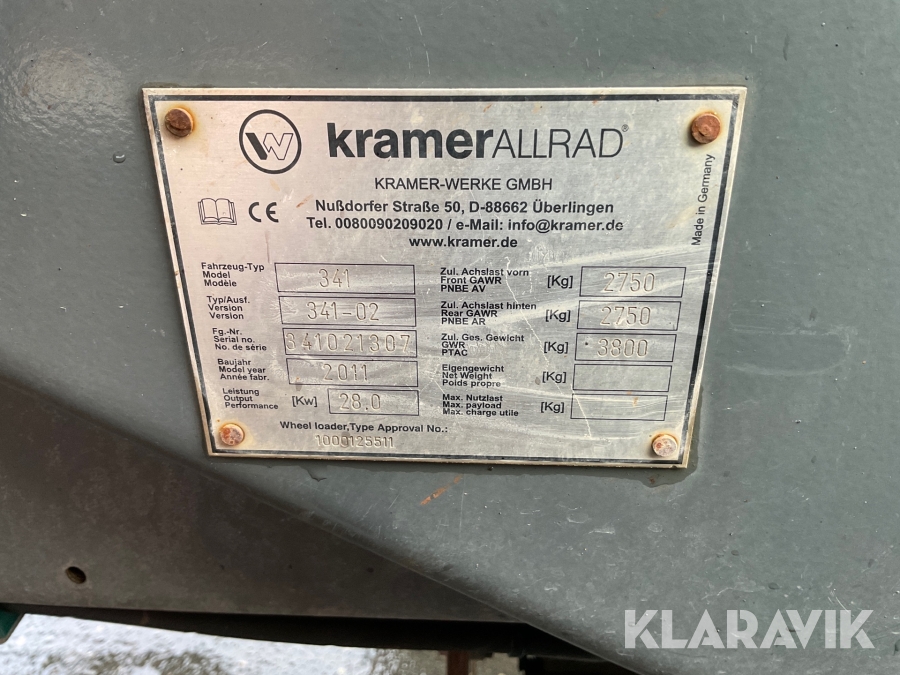 kramerALLRAD®
KRAMER-WERKE GMBH
Nußdorfer Straße 50, D-88662 Überlingen
Tel. 0080090209020 / e-Mail: info@kramer.de
www.kramer.de
CE
Made in Germany
Fahrzeug-Typ
Model
Modèle
341
Typ/Ausf.
Version
Version
341-02
Fg.-Nr.
Serial no.
No. de série
341021307
Baujahr
Model year
Année fabr.
2011
Leistung
Output
Performance
[Kw] 28.0
Zul. Achslast vorn
Front GAWR
PNBE AV
[Kg] 2750
Zul. Achslast hinten
Rear GAWR
PNBE AR
[Kg] 2750
Zul. Ges. Gewicht
GWR
PTAC
[Kg] 3800
Eigengewicht
Net Weight
Poids propre
[Kg]
Max. Nutzlast
Max. payload
Max. charge utile
[Kg]
Wheel loader,Type Approval No.:
1000125511
KLARAVIK